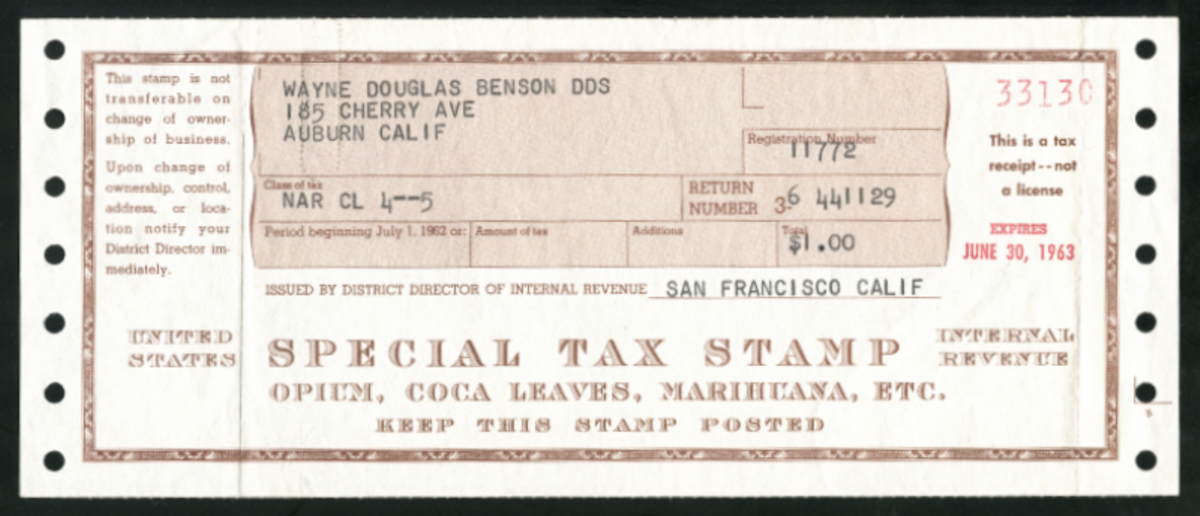 This stamp is not
transferable on
change of owner-
ship of business.
Upon change of
ownership, control,
address, or loca-
tion notify your
District Director im-
mediately.
WAYNE DOUGLAS BENSON DDS
185 CHERRY AVE
AUBURN CALIF
Registration Number
11772
Class of tax
NAR CL 4--5
RETURN
NUMBER 3-6 441129
Period beginning July 1, 1962 or:
Amount of tax
Additions
Total
$1.00
ISSUED BY DISTRICT DIRECTOR OF INTERNAL REVENUE SAN FRANCISCO CALIF
33130
This is a tax
receipt--not
a license
EXPIRES
JUNE 30, 1963
UNITED
STATES
SPECIAL TAX STAMP
INTERNAL
REVENUE
OPIUM, COCA LEAVES, MARIHUANA, ETC.
KEEP THIS STAMP POSTED